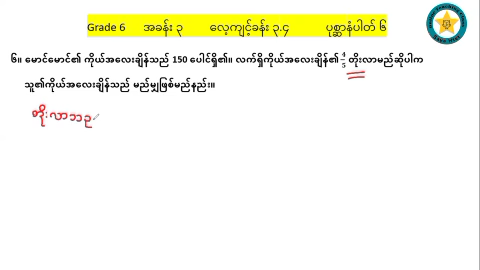 Grade 6 အခန်း ၃ လေ့ကျင့်ခန်း ၃.၄ ပုစ္ဆာနံပါတ် ၆
၆။ မောင်မောင်၏ ကိုယ်အလေးချိန်သည် 150 ပေါင်ရှိ၏။ လက်ရှိကိုယ်အလေးချိန်၏ 4/5 တိုးလာမည်ဆိုပါက
သူ၏ကိုယ်အလေးချိန်သည် မည်မျှဖြစ်မည်နည်း။
တိုးလာသည့်